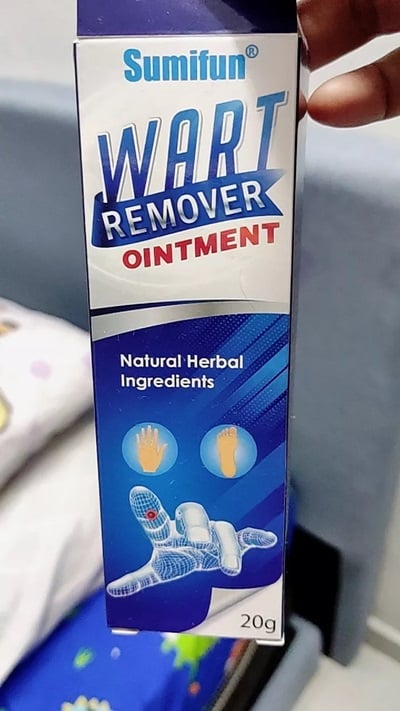 Sumifun®
WART
REMOVER
OINTMENT
Natural Herbal
Ingredients
20g